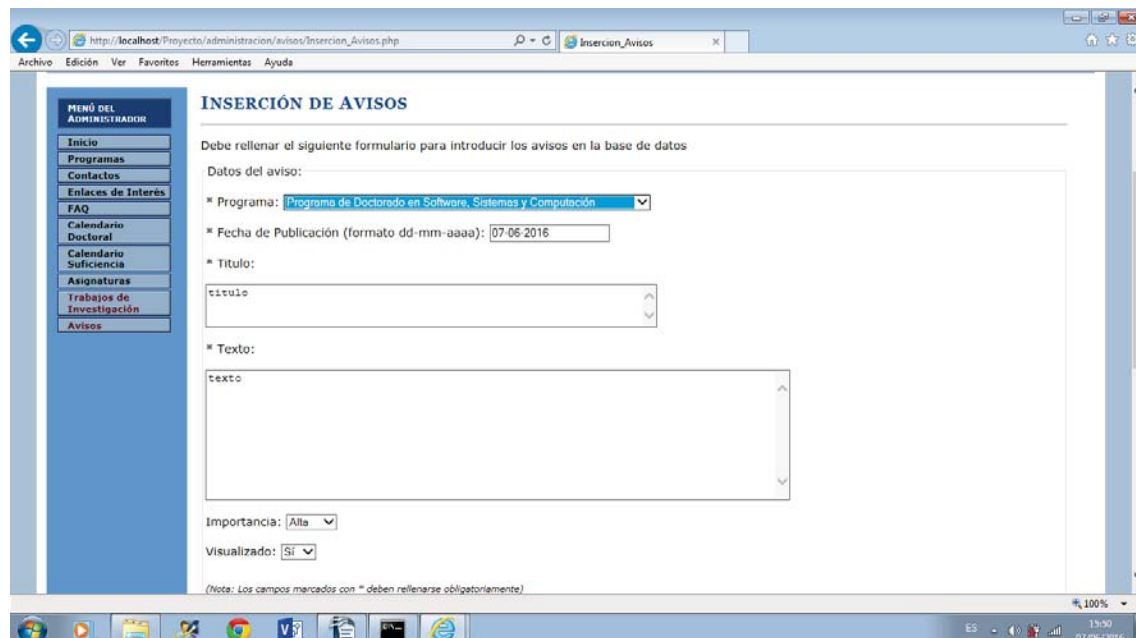 http://localhost/Proyecto/administracion/avisos/Insercion_Avisos.php
Insercion_Avisos
Archivo Edición Ver Favoritos Herramientas Ayuda
MENÚ DEL
ADMINISTRADOR
Inicio
Programas
Contactos
Enlaces de Interés
FAQ
Calendario
Doctoral
Calendario
Suficiencia
Asignaturas
Trabajos de
Investigación
Avisos
INSERCIÓN DE AVISOS
Debe rellenar el siguiente formulario para introducir los avisos en la base de datos
Datos del aviso:
* Programa: Programa de Doctorado en Software, Sistemas y Computación
* Fecha de Publicación (formato dd-mm-aaaa): 07-06-2016
* Titulo:
titulo
* Texto:
texto
Importancia: Alta
Visualizado: Sí
(Nota: Los campos marcados con * deben rellenarse obligatoriamente)
100%
ES
15:50
07/06/2016